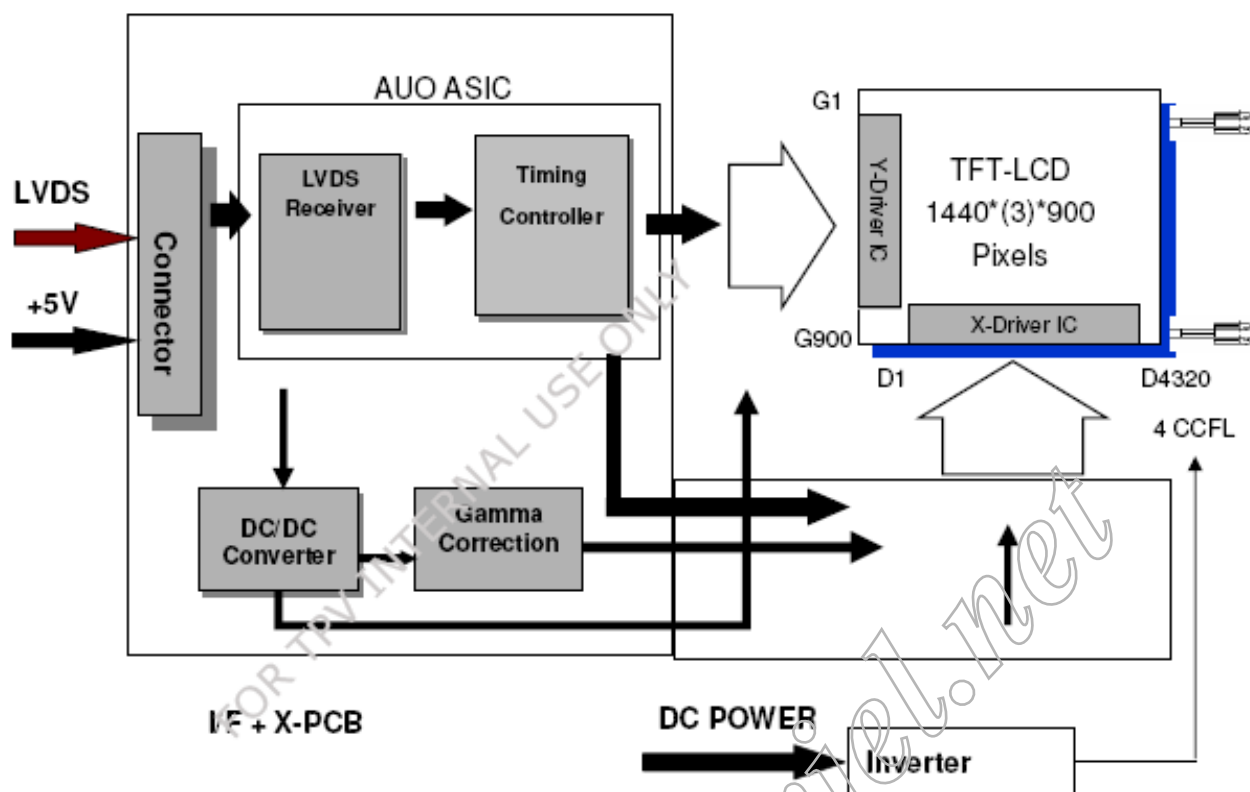 AUO ASIC
LVDS
+5V
Connector
LVDS
Receiver
Timing
Controller
G1
G900
Y-Driver IC
TFT-LCD
1440*(3)*900
Pixels
X-Driver IC
D1
D4320
4 CCFL
DC/DC
Converter
Gamma
Correction
I/F + X-PCB
DC POWER
Inverter
FOR TPV INTERNAL USE ONLY